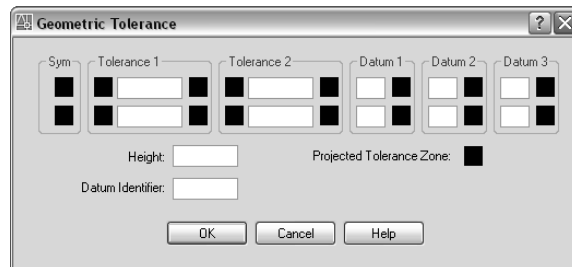 Geometric Tolerance
Sym Tolerance 1 Tolerance 2 Datum 1 Datum 2 Datum 3
Height: Projected Tolerance Zone:
Datum Identifier:
OK Cancel Help